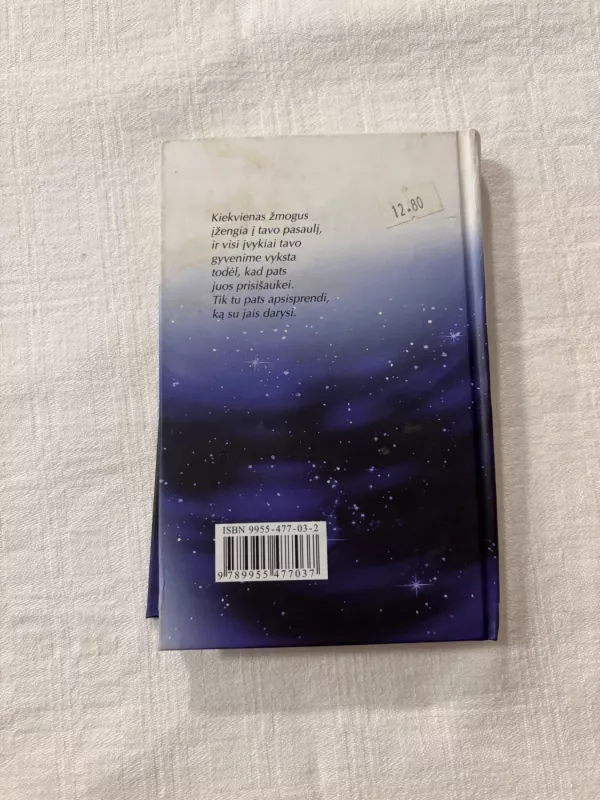 12.80
Kiekvienas žmogus
įžengia į tavo pasaulį,
ir visi įvykiai tavo
gyvenime vyksta
todėl, kad pats
juos prisišaukei.
Tik tu pats apsisprendi,
ką su jais darysi.
ISBN 9955-477-03-2
9 789955 477037